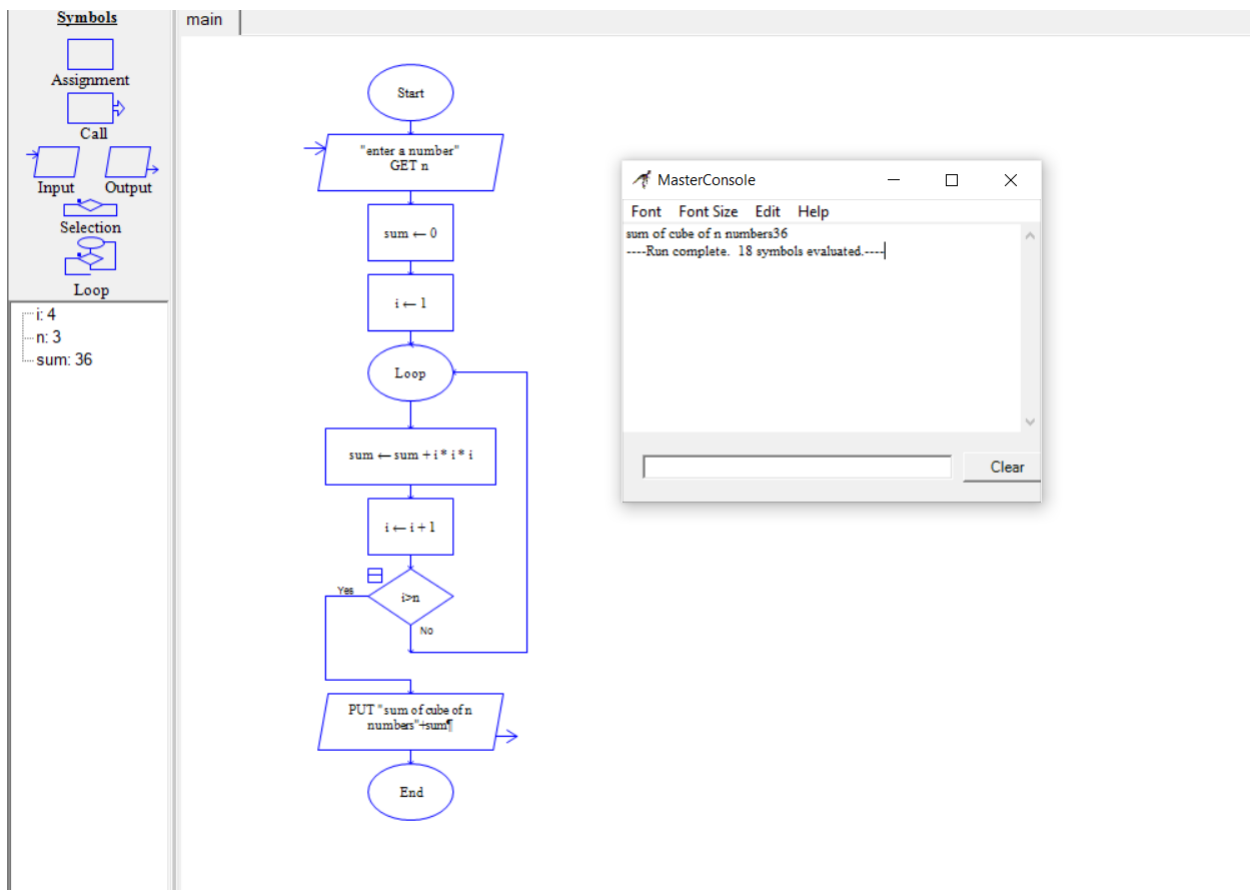 Symbols
Assignment
Call
Input Output
Selection
Loop
i: 4
n: 3
sum: 36
main
Start
"enter a number"
GET n
sum ← 0
i ← 1
Loop
sum ← sum + i * i * i
i ← i + 1
Yes
i>n
No
PUT "sum of cube of n
numbers"+sum¶
End
MasterConsole
Font Font Size Edit Help
sum of cube of n numbers36
----Run complete.  18 symbols evaluated.----
Clear